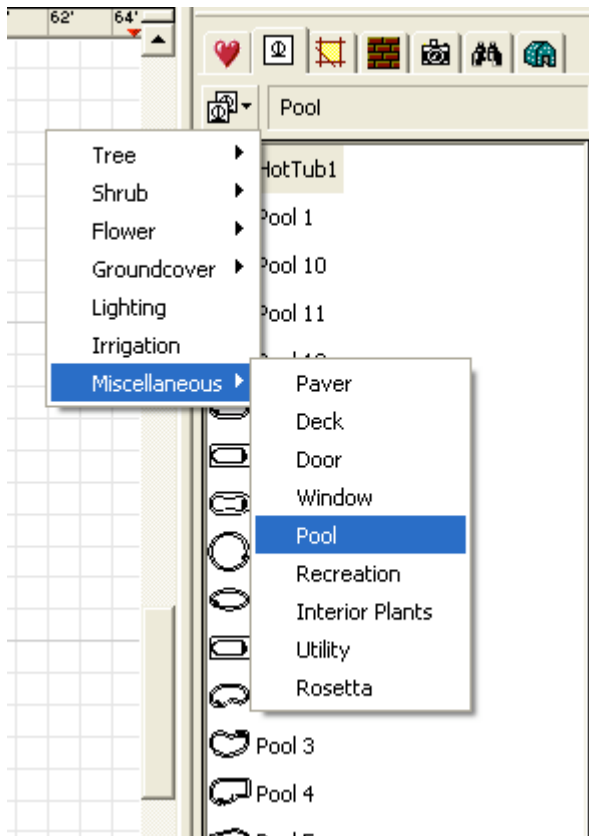 62' 64'
Pool
HotTub1
Pool 1
Pool 10
Pool 11
Tree
Shrub
Flower
Groundcover
Lighting
Irrigation
Miscellaneous
Paver
Deck
Door
Window
Pool
Recreation
Interior Plants
Utility
Rosetta
Pool 3
Pool 4